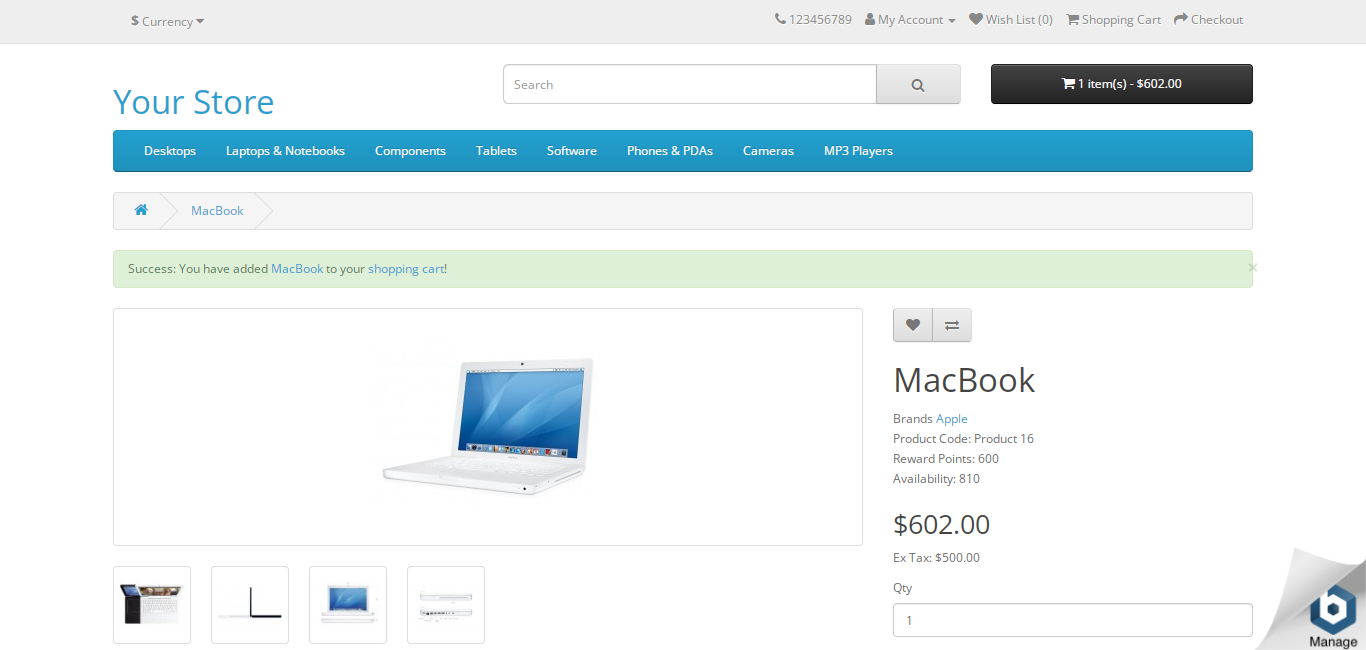 $ Currency
123456789 My Account Wish List (0) Shopping Cart Checkout
Your Store
Search
1 item(s) - $602.00
Desktops Laptops & Notebooks Components Tablets Software Phones & PDAs Cameras MP3 Players
MacBook
Success: You have added MacBook to your shopping cart!
×
MacBook
Brands Apple
Product Code: Product 16
Reward Points: 600
Availability: 810
$602.00
Ex Tax: $500.00
Qty
1
Manage